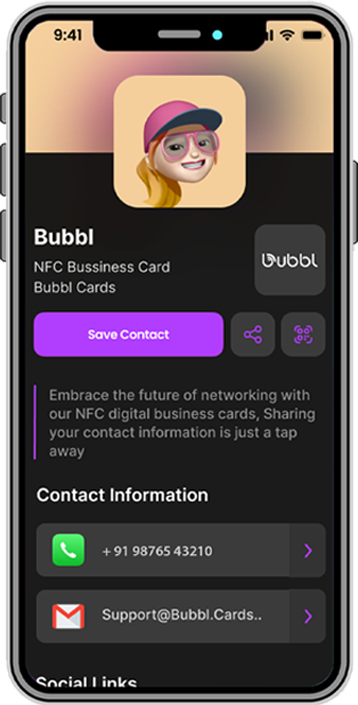 9:41
Bubbl
NFC Bussiness Card
Bubbl Cards
bubbl
Save Contact
Embrace the future of networking with
our NFC digital business cards, Sharing
your contact information is just a tap
away
Contact Information
+ 91 98765 43210
Support@Bubbl.Cards..
Social Links